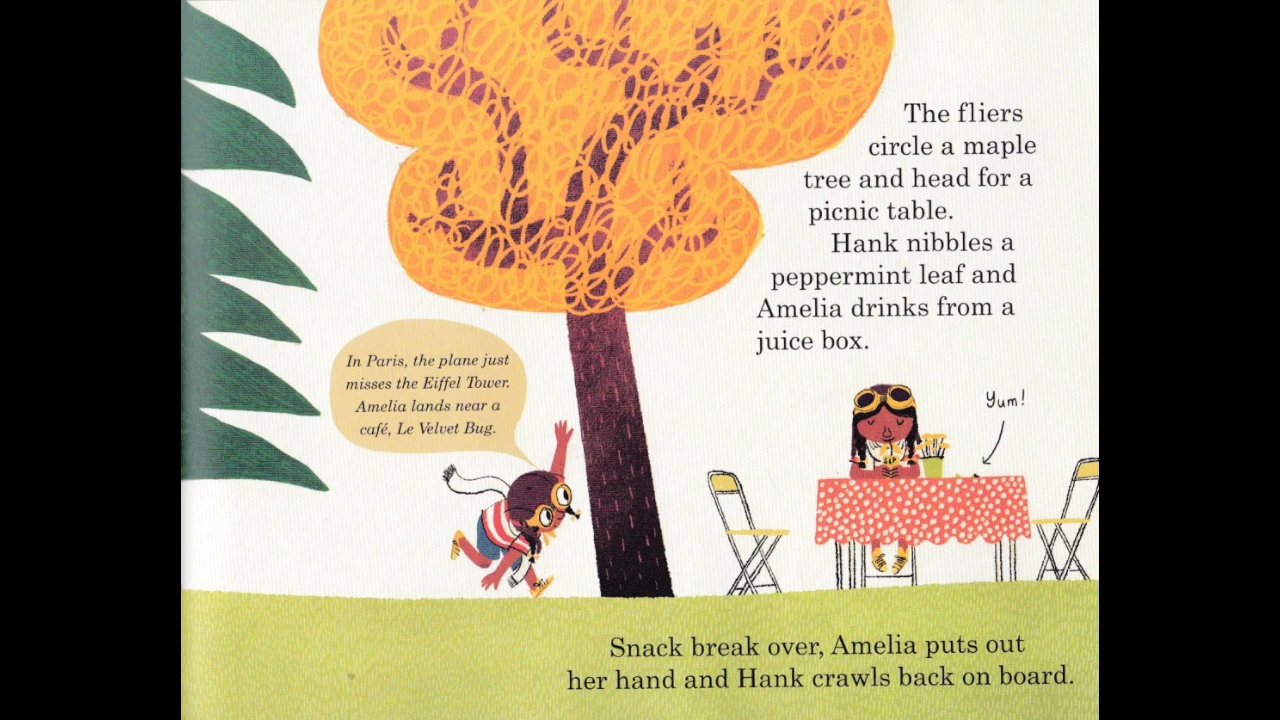 The fliers
circle a maple
tree and head for a
picnic table.
Hank nibbles a
peppermint leaf and
Amelia drinks from a
juice box.
In Paris, the plane just
misses the Eiffel Tower.
Amelia lands near a
café, Le Velvet Bug.
Yum!
Snack break over, Amelia puts out
her hand and Hank crawls back on board.